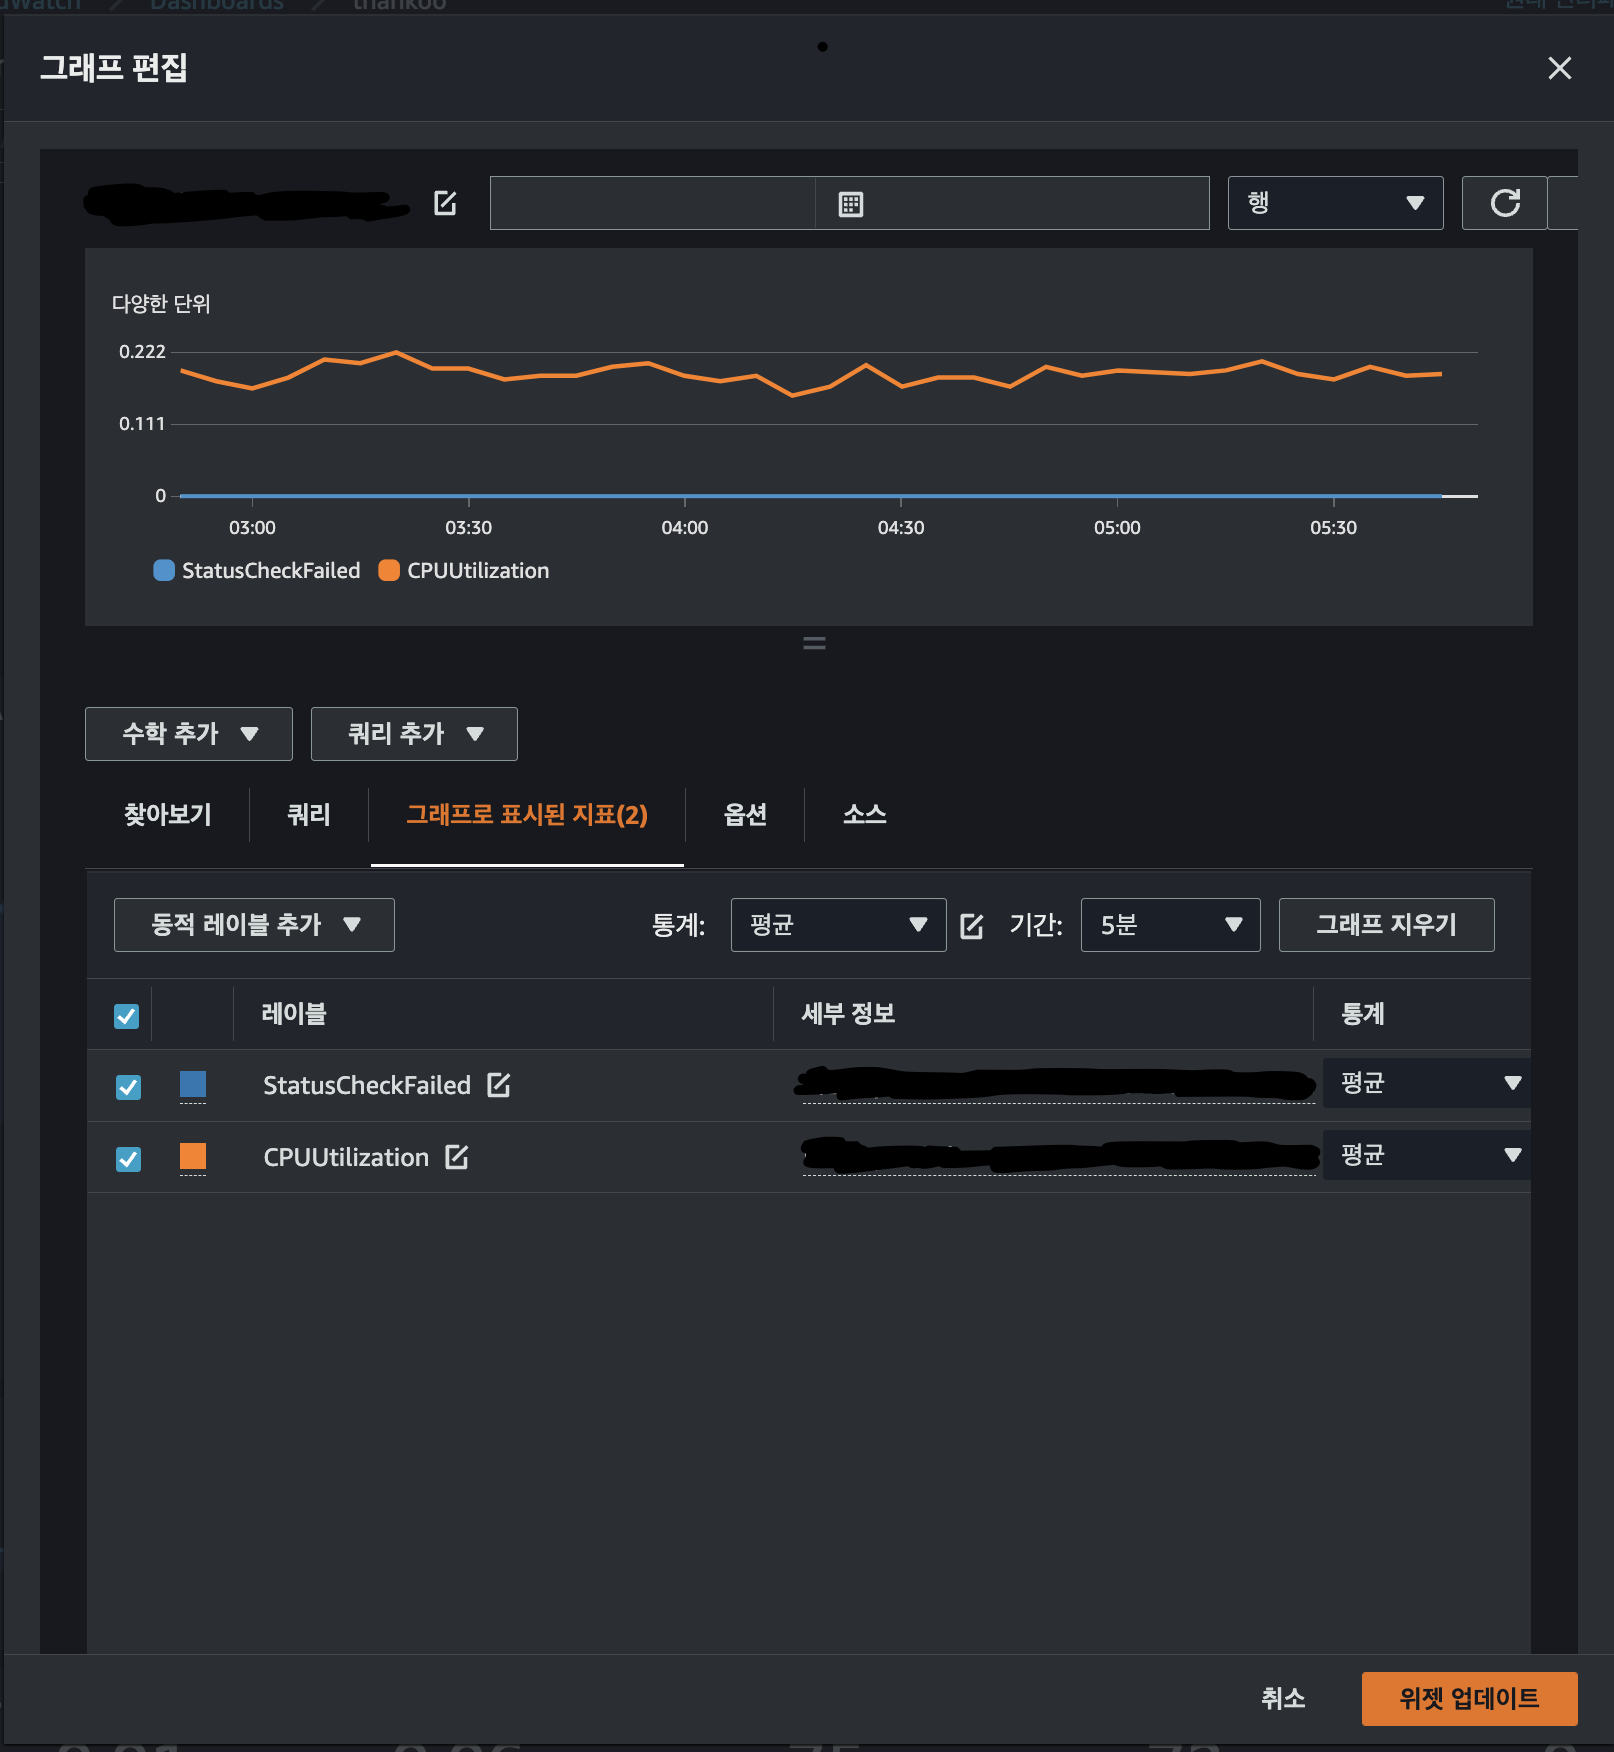 Dashboards
thankoo
그래프 편집
행
다양한 단위
0.222
0.111
0
03:00 03:30 04:00 04:30 05:00 05:30
StatusCheckFailed CPUUtilization
수학 추가 쿼리 추가
찾아보기 쿼리 그래프로 표시된 지표(2) 옵션 소스
동적 레이블 추가 통계: 평균 기간: 5분 그래프 지우기
레이블 세부 정보 통계
StatusCheckFailed 평균
CPUUtilization 평균
취소 위젯 업데이트